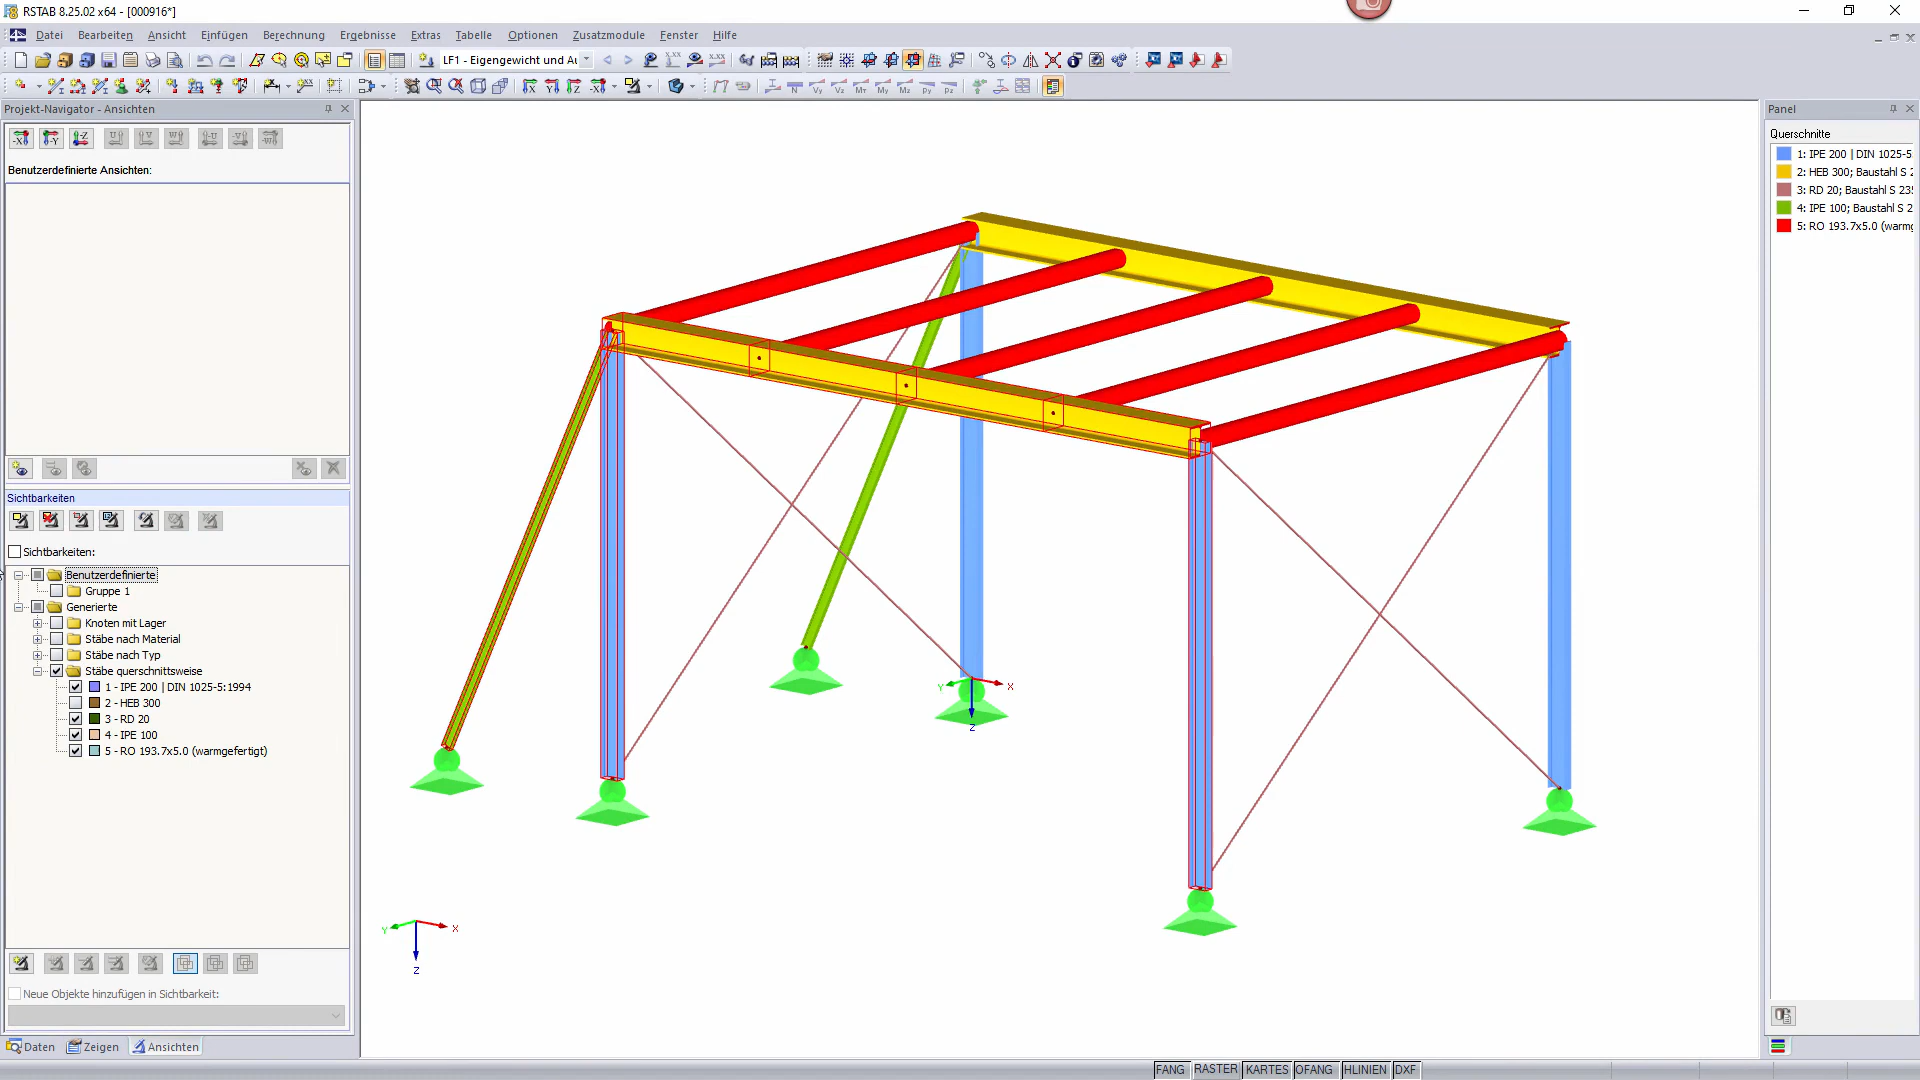 RSTAB 8.25.02 x64 - [000916*]
Datei Bearbeiten Ansicht Einfügen Berechnung Ergebnisse Extras Tabelle Optionen Zusatzmodule Fenster Hilfe
LF1 - Eigengewicht und Au
Projekt-Navigator - Ansichten
Benutzerdefinierte Ansichten:
Sichtbarkeiten
Sichtbarkeiten:
Benutzerdefinierte
Gruppe 1
Generierte
Knoten mit Lager
Stäbe nach Material
Stäbe nach Typ
Stäbe querschnittsweise
1 - IPE 200 | DIN 1025-5:1994
2 - HEB 300
3 - RD 20
4 - IPE 100
5 - RO 193.7x5.0 (warmgefertigt)
Neue Objekte hinzufügen in Sichtbarkeit:
Daten Zeigen Ansichten
Y X
Z
Y X
Z
Panel
Querschnitte
1: IPE 200 | DIN 1025-5:
2: HEB 300; Baustahl S 2
3: RD 20; Baustahl S 235
4: IPE 100; Baustahl S 2
5: RO 193.7x5.0 (warmg
FANG RASTER KARTES OFANG HLINIEN DXF